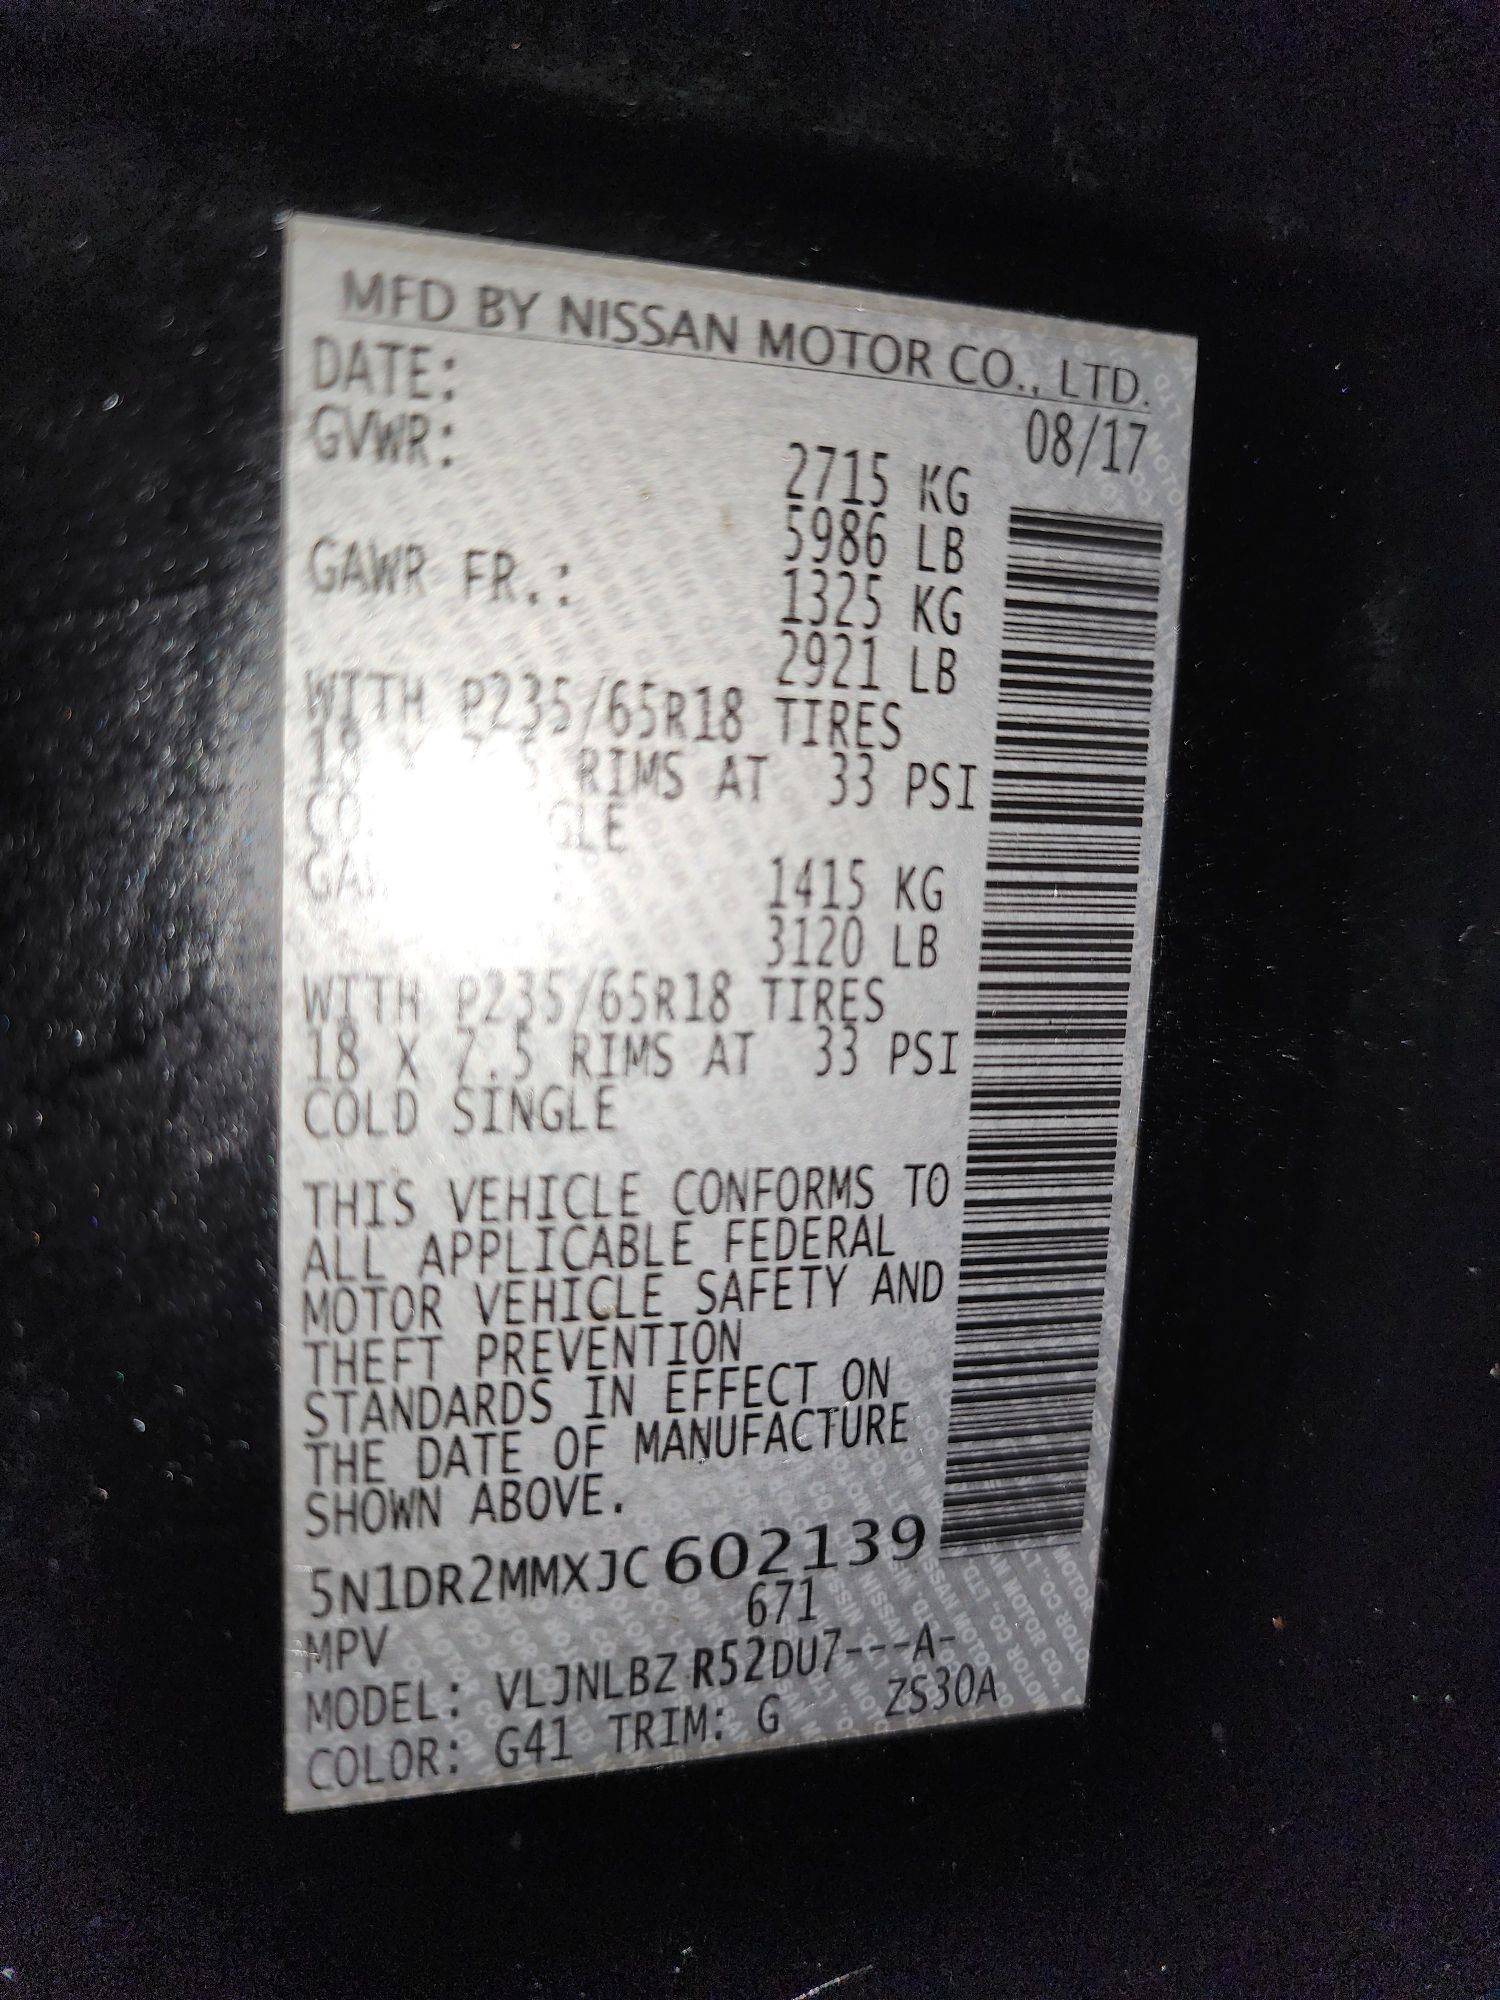 MFD BY NISSAN MOTOR CO., LTD.
DATE: 08/17
GVWR: 2715 KG
5986 LB
GAWR FR.: 1325 KG
2921 LB
WITH P235/65R18 TIRES
18 RIMS AT 33 PSI
1415 KG
3120 LB
WITH P235/65R18 TIRES
18 X 7.5 RIMS AT 33 PSI
COLD SINGLE
THIS VEHICLE CONFORMS TO
ALL APPLICABLE FEDERAL
MOTOR VEHICLE SAFETY AND
THEFT PREVENTION
STANDARDS IN EFFECT ON
THE DATE OF MANUFACTURE
SHOWN ABOVE.
5N1DR2MMXJC602139
671
MPV
MODEL: VLJNLBZ R52DU7---A-
COLOR: G41 TRIM: G ZS30A